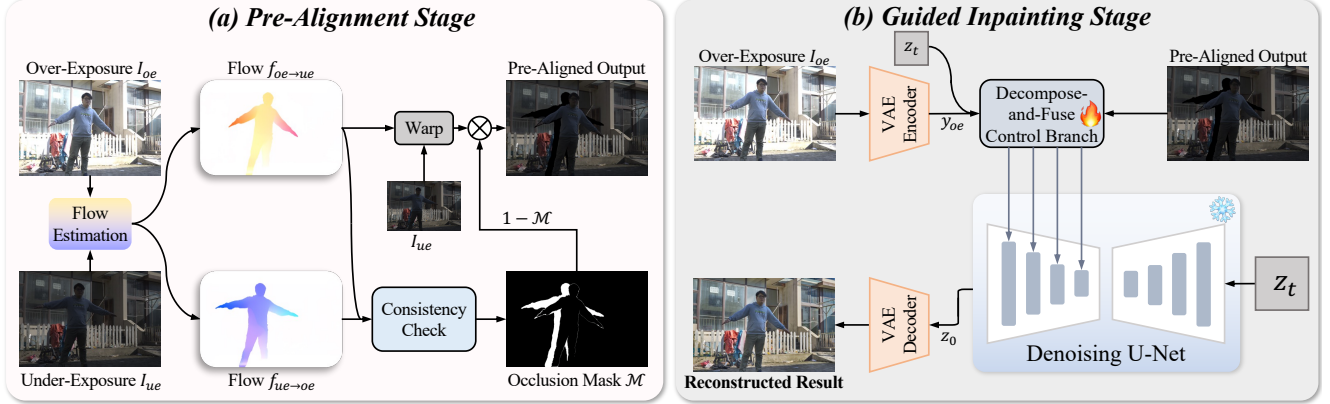 (a) Pre-Alignment Stage
Over-Exposure I_oe
Flow f_oe→ue
Pre-Aligned Output
Warp
Flow
Estimation
I_ue
1 − ℳ
Consistency
Check
Under-Exposure I_ue
Flow f_ue→oe
Occlusion Mask ℳ
(b) Guided Inpainting Stage
Over-Exposure I_oe
z_t
Pre-Aligned Output
VAE
Encoder
y_oe
Decompose-
and-Fuse
Control Branch
z_t
VAE
Decoder
z_0
Denoising U-Net
Reconstructed Result